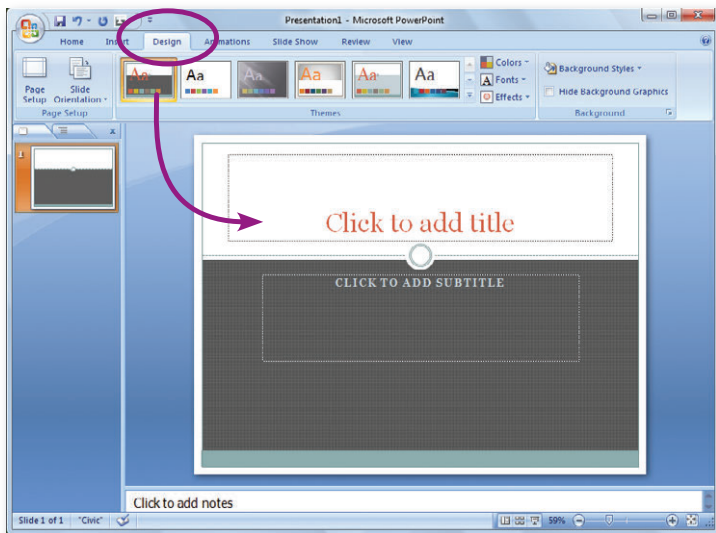 Presentation1 - Microsoft PowerPoint
Home Insert Design Animations Slide Show Review View
Page Setup
Slide Orientation
Aa Aa Aa Aa Aa Aa
Colors
Fonts
Effects
Background Styles
Hide Background Graphics
Page Setup Themes Background
1
Click to add title
CLICK TO ADD SUBTITLE
Click to add notes
Slide 1 of 1 "Civic" 59%